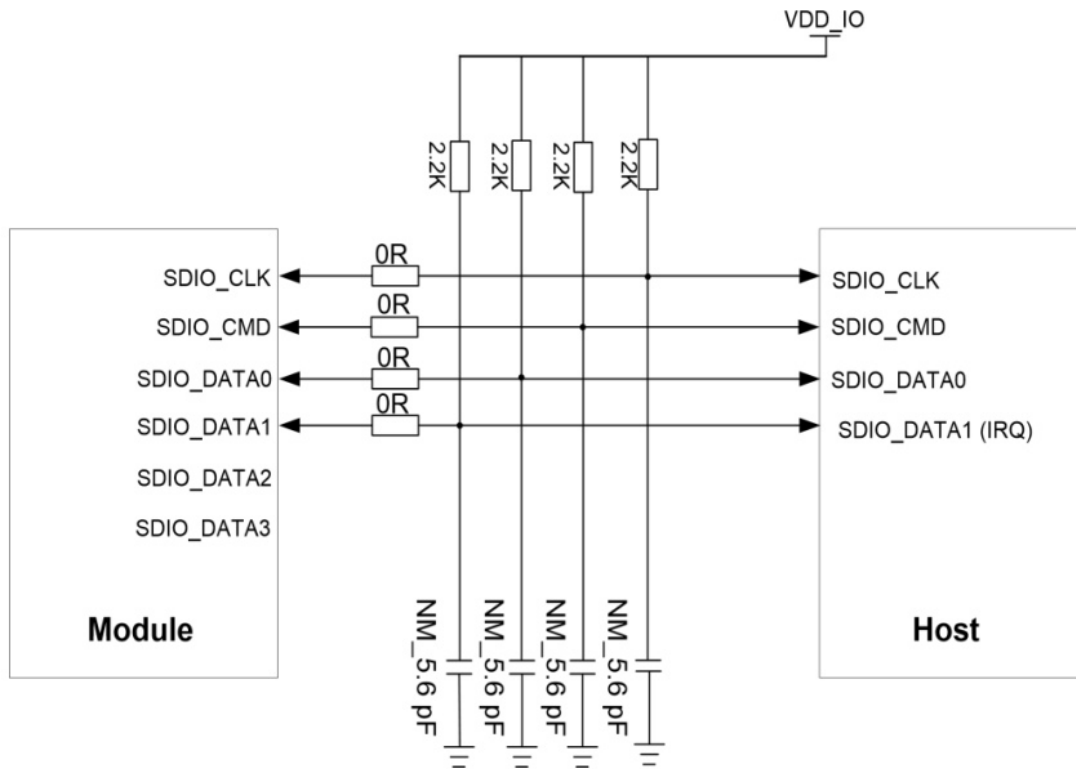 VDD_IO
2.2K
2.2K
2.2K
2.2K
0R
SDIO_CLK
SDIO_CLK
0R
SDIO_CMD
SDIO_CMD
0R
SDIO_DATA0
SDIO_DATA0
0R
SDIO_DATA1
SDIO_DATA1 (IRQ)
SDIO_DATA2
SDIO_DATA3
Module
Host
NM_5.6 pF
NM_5.6 pF
NM_5.6 pF
NM_5.6 pF